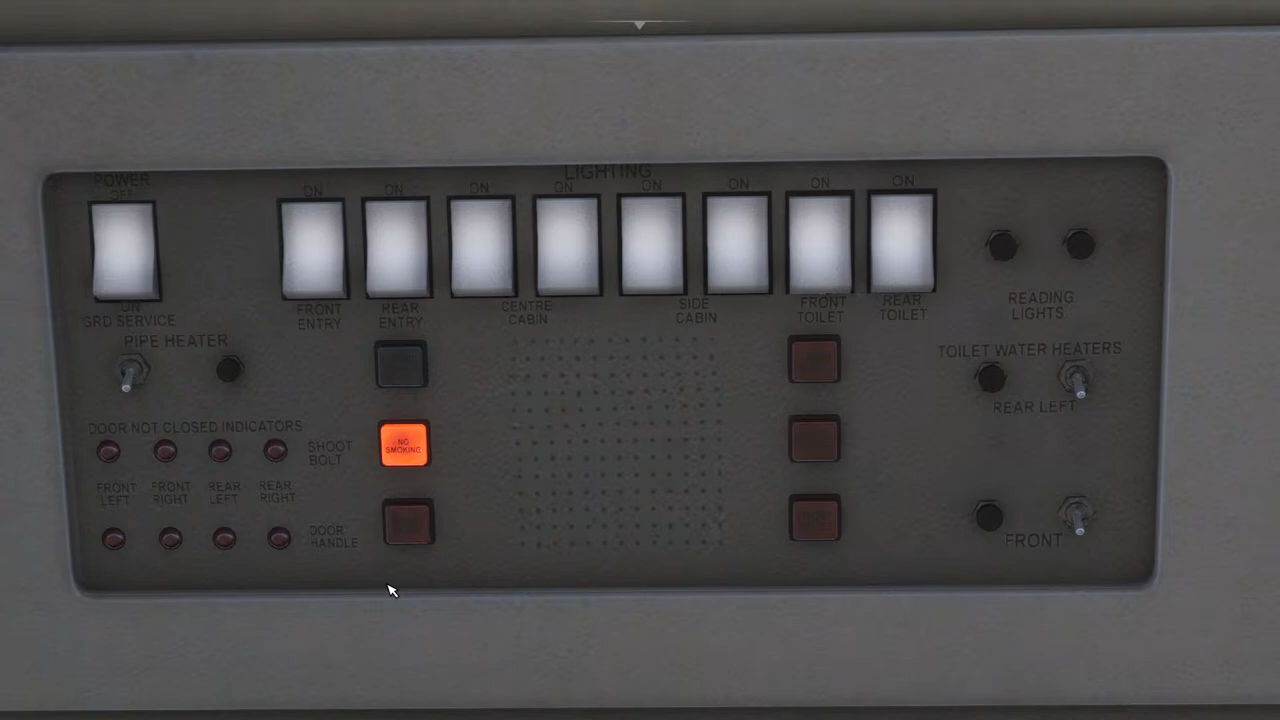 LIGHTING
POWER
OFF
ON
ON
ON
ON
ON
ON
ON
ON
ON
GRD SERVICE
FRONT
ENTRY
REAR
ENTRY
CENTRE
CABIN
SIDE
CABIN
FRONT
TOILET
REAR
TOILET
READING
LIGHTS
PIPE HEATER
TOILET WATER HEATERS
REAR LEFT
DOOR NOT CLOSED INDICATORS
SHOOT
BOLT
NO
SMOKING
FRONT
LEFT
FRONT
RIGHT
REAR
LEFT
REAR
RIGHT
DOOR
HANDLE
FRONT